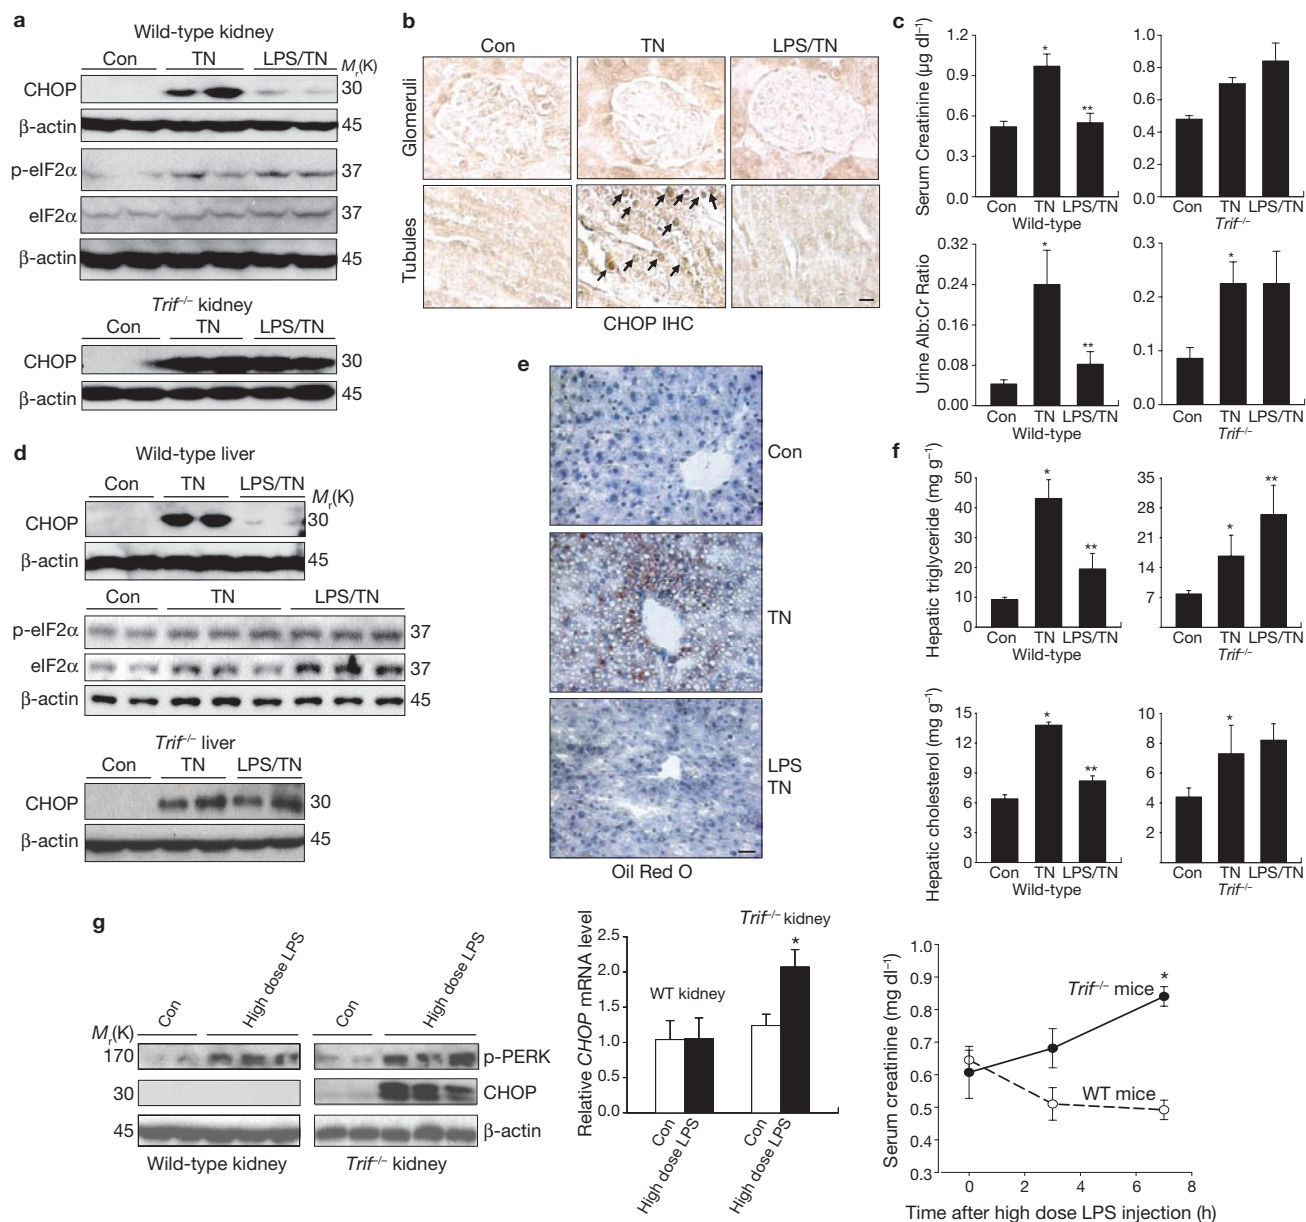 a
Wild-type kidney
Con TN LPS/TN Mr(K)
CHOP 30
β-actin 45
p-eIF2α 37
eIF2α 37
β-actin 45
Trif–/– kidney
Con TN LPS/TN
CHOP 30
β-actin 45
b
Con TN LPS/TN
Glomeruli
Tubules
CHOP IHC
c
Serum Creatinine (μg dl–1)
1.2
0.9
0.6
0.3
0.0
* **
Con TN LPS/TN
Wild-type
1.0
0.8
0.6
0.4
0.2
0.0
Con TN LPS/TN
Trif–/–
Urine Alb:Cr Ratio
0.32
0.24
0.16
0.08
0.00
* **
Con TN LPS/TN
Wild-type
0.3
0.2
0.1
0.0
*
Con TN LPS/TN
Trif–/–
d
Wild-type liver
Con TN LPS/TN Mr(K)
CHOP 30
β-actin 45
Con TN LPS/TN
p-eIF2α 37
eIF2α 37
β-actin 45
Trif–/– liver
Con TN LPS/TN
CHOP 30
β-actin 45
e
Con
TN
LPS
TN
Oil Red O
f
Hepatic triglyceride (mg g–1)
50
40
30
20
10
0
* **
Con TN LPS/TN
Wild-type
35
28
21
14
7
* **
Con TN LPS/TN
Trif–/–
Hepatic cholesterol (mg g–1)
15
12
9
6
3
0
* **
Con TN LPS/TN
Wild-type
10
8
6
4
2
*
Con TN LPS/TN
Trif–/–
g
Con High dose LPS Con High dose LPS
Mr(K)
170 p-PERK
30 CHOP
45 β-actin
Wild-type kidney Trif–/– kidney
Relative CHOP mRNA level
2.5
2.0
1.5
1.0
0.5
0.0
WT kidney
Trif–/– kidney
*
Con High dose LPS Con High dose LPS
Serum creatinine (mg dl–1)
1.0
0.9
0.8
0.7
0.6
0.5
0.4
0.3
Trif–/– mice *
WT mice
0 2 4 6 8
Time after high dose LPS injection (h)